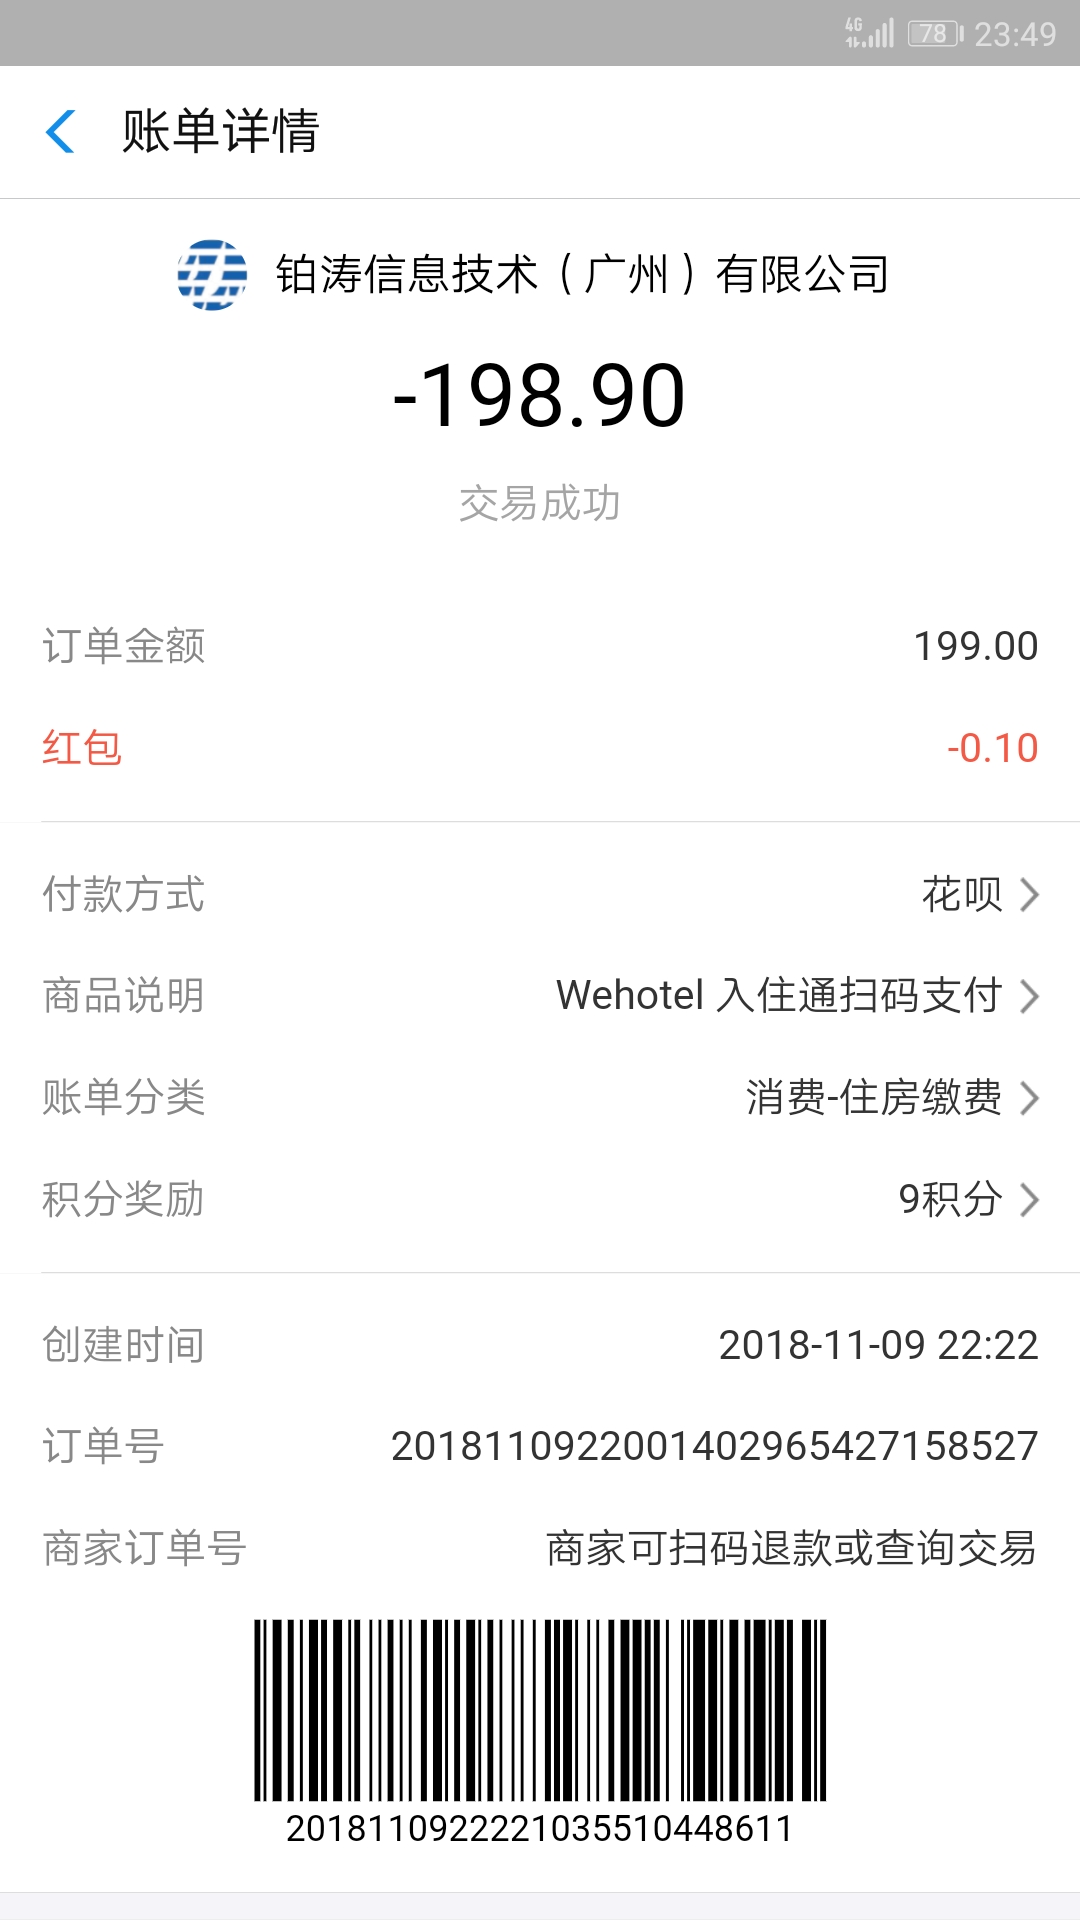 4G 78 23:49
账单详情
铂涛信息技术（广州）有限公司
-198.90
交易成功
订单金额 199.00
红包 -0.10
付款方式 花呗
商品说明 Wehotel 入住通扫码支付
账单分类 消费-住房缴费
积分奖励 9积分
创建时间 2018-11-09 22:22
订单号 2018110922001402965427158527
商家订单号 商家可扫码退款或查询交易
2018110922221035510448611